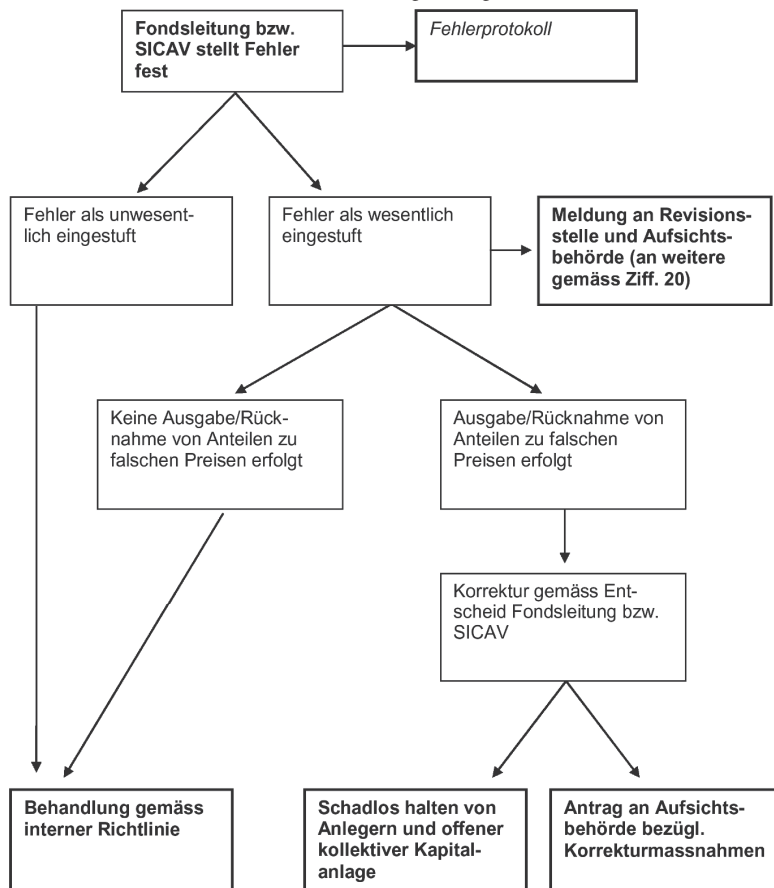 Fondsleitung bzw.
SICAV stellt Fehler
fest
Fehlerprotokoll
Fehler als unwesent-
lich eingestuft
Fehler als wesentlich
eingestuft
Meldung an Revisions-
stelle und Aufsichts-
behörde (an weitere
gemäss Ziff. 20)
Keine Ausgabe/Rück-
nahme von Anteilen zu
falschen Preisen erfolgt
Ausgabe/Rücknahme von
Anteilen zu falschen
Preisen erfolgt
Korrektur gemäss Ent-
scheid Fondsleitung bzw.
SICAV
Behandlung gemäss
interner Richtlinie
Schadlos halten von
Anlegern und offener
kollektiver Kapital-
anlage
Antrag an Aufsichts-
behörde bezügl.
Korrekturmassnahmen